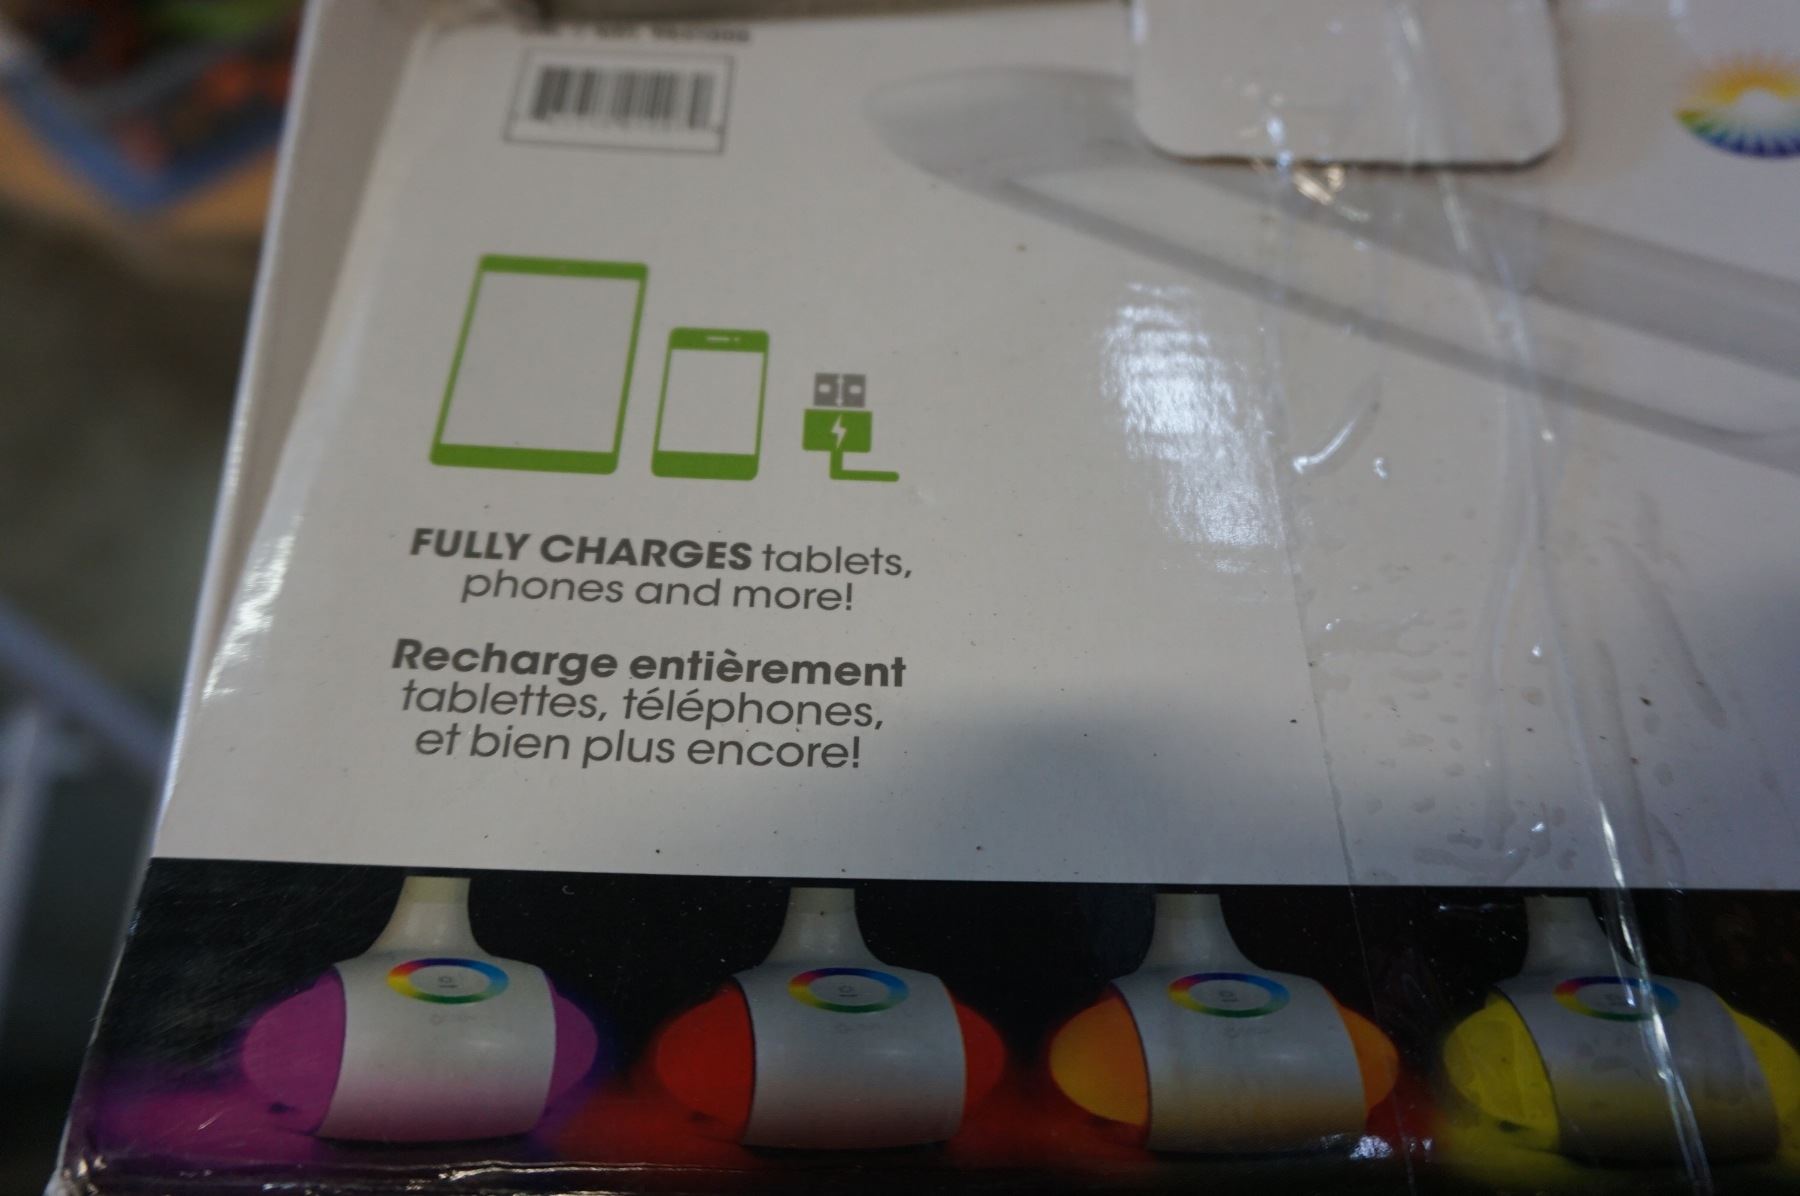 FULLY CHARGES tablets,
phones and more!
Recharge entièrement
tablettes, téléphones,
et bien plus encore!